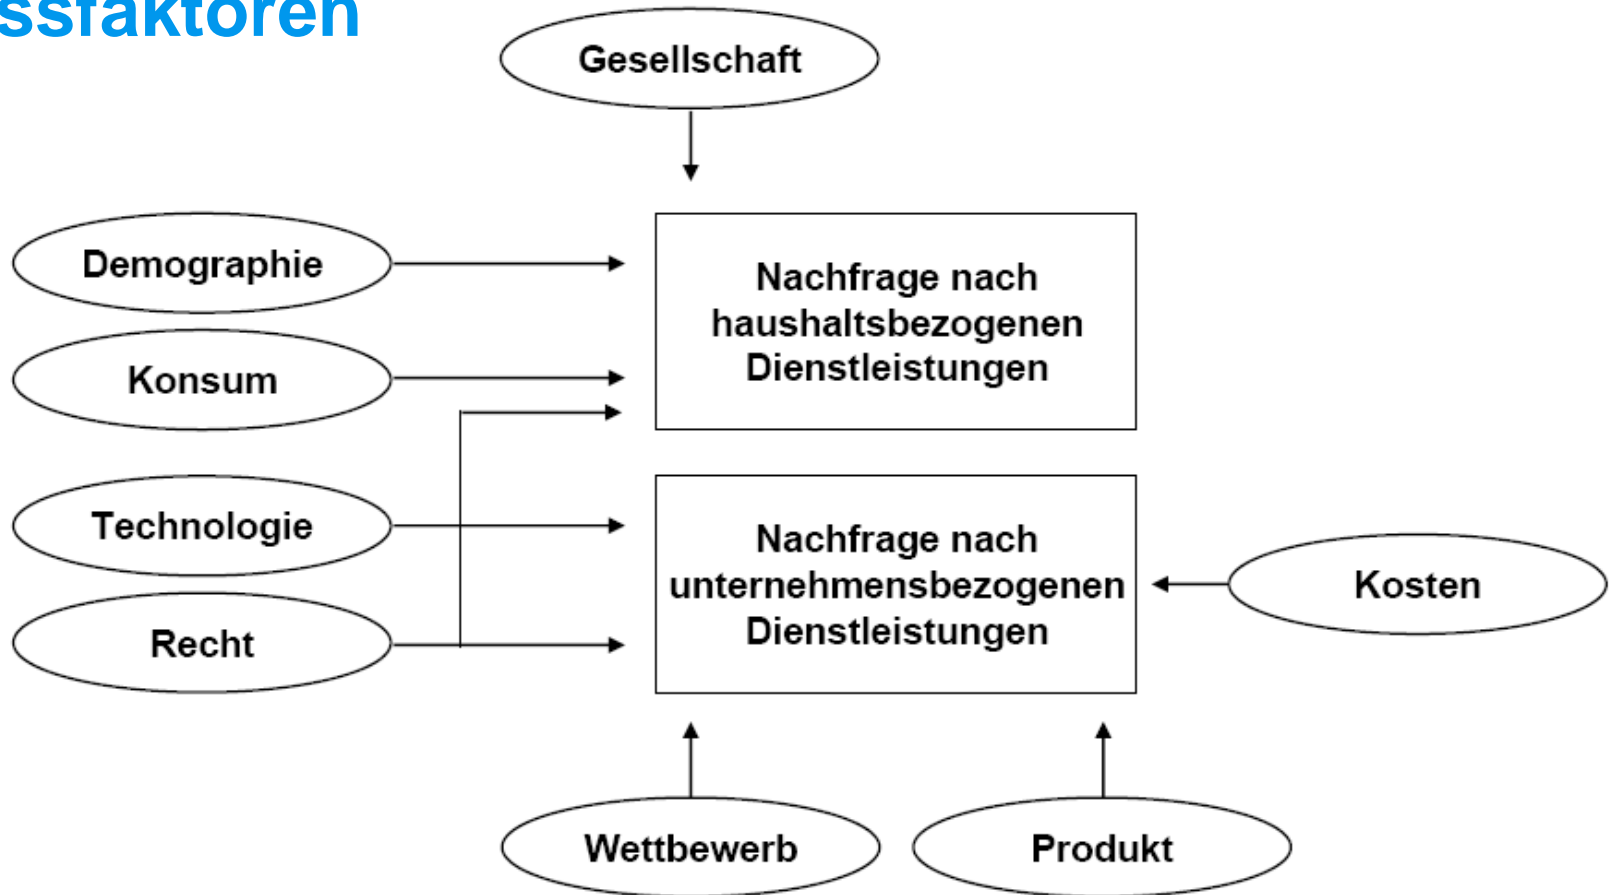 ssfaktoren
Gesellschaft
Demographie
Konsum
Technologie
Recht
Nachfrage nach
haushaltsbezogenen
Dienstleistungen
Nachfrage nach
unternehmensbezogenen
Dienstleistungen
Kosten
Wettbewerb
Produkt